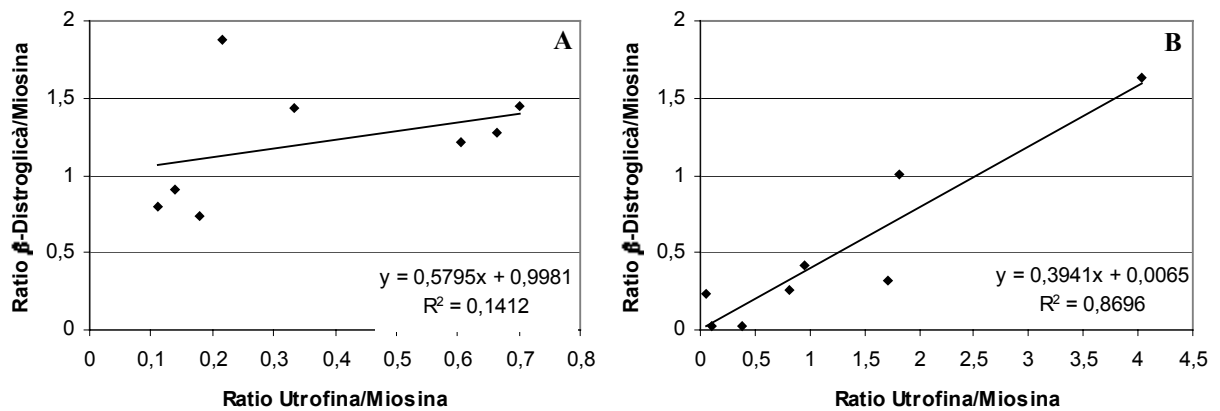 A
Ratio β-Distroglicà/Miosina
2
1,5
1
0,5
0
y = 0,5795x + 0,9981
R² = 0,1412
0 0,1 0,2 0,3 0,4 0,5 0,6 0,7 0,8
Ratio Utrofina/Miosina
B
Ratio β-Distroglicà/Miosina
2
1,5
1
0,5
0
y = 0,3941x + 0,0065
R² = 0,8696
0 0,5 1 1,5 2 2,5 3 3,5 4 4,5
Ratio Utrofina/Miosina